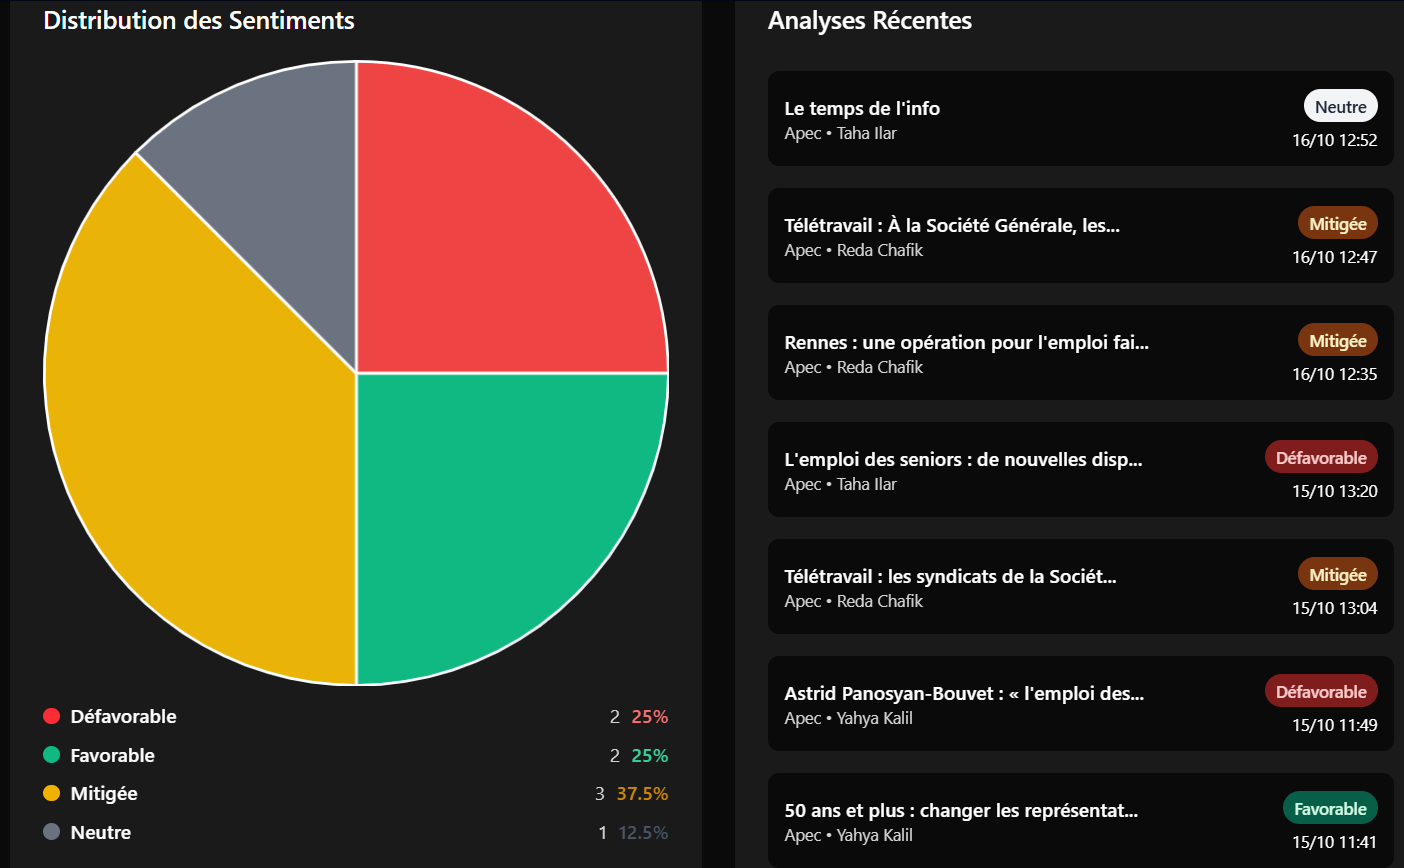 Distribution des Sentiments
Défavorable 2 25%
Favorable 2 25%
Mitigée 3 37.5%
Neutre 1 12.5%
Analyses Récentes
Le temps de l'info
Neutre
Apec • Taha Ilar
16/10 12:52
Télétravail : À la Société Générale, les...
Mitigée
Apec • Reda Chafik
16/10 12:47
Rennes : une opération pour l'emploi fai...
Mitigée
Apec • Reda Chafik
16/10 12:35
L'emploi des seniors : de nouvelles disp...
Défavorable
Apec • Taha Ilar
15/10 13:20
Télétravail : les syndicats de la Sociét...
Mitigée
Apec • Reda Chafik
15/10 13:04
Astrid Panosyan-Bouvet : « l'emploi des...
Défavorable
Apec • Yahya Kalil
15/10 11:49
50 ans et plus : changer les représentat...
Favorable
Apec • Yahya Kalil
15/10 11:41